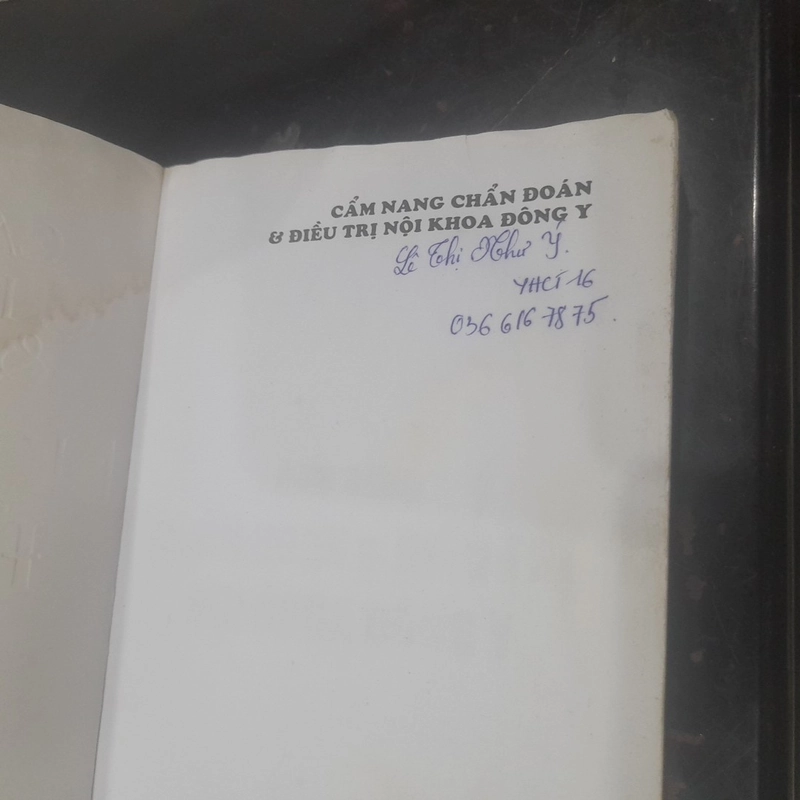 CẨM NANG CHẨN ĐOÁN
& ĐIỀU TRỊ NỘI KHOA ĐÔNG Y
Lê Thị Như Ý.
YHCT 16
036 616 78 75.